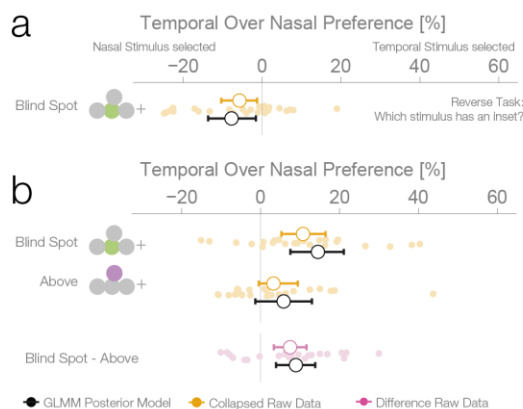 a
Temporal Over Nasal Preference [%]
Nasal Stimulus selected Temporal Stimulus selected
−20 0 20 40 60
Blind Spot +
Reverse Task:
Which stimulus has an inset?
b
Temporal Over Nasal Preference [%]
−20 0 20 40 60
Blind Spot +
Above +
Blind Spot - Above
GLMM Posterior Model Collapsed Raw Data Difference Raw Data